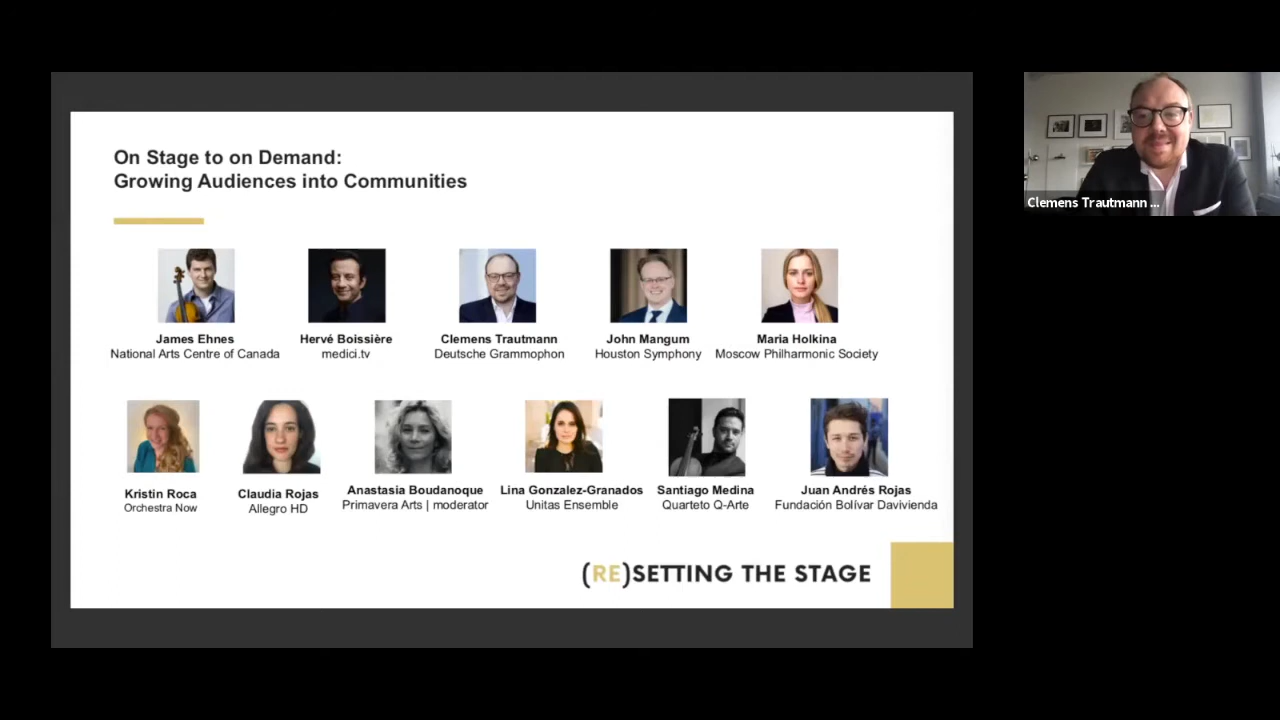 On Stage to on Demand:
Growing Audiences into Communities
Clemens Trautmann ...
James Ehnes
National Arts Centre of Canada
Hervé Boissière
medici.tv
Clemens Trautmann
Deutsche Grammophon
John Mangum
Houston Symphony
Maria Holkina
Moscow Philharmonic Society
Kristin Roca
Orchestra Now
Claudia Rojas
Allegro HD
Anastasia Boudanoque
Primavera Arts | moderator
Lina Gonzalez-Granados
Unitas Ensemble
Santiago Medina
Quarteto Q-Arte
Juan Andrés Rojas
Fundación Bolívar Davivienda
(RE)SETTING THE STAGE